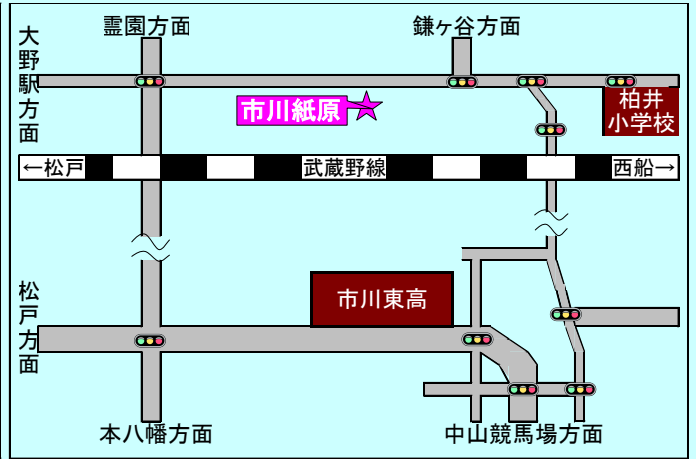 霊園方面
鎌ヶ谷方面
大野駅方面
市川紙原
柏井
小学校
←松戸
武蔵野線
西船→
松戸方面
市川東高
本八幡方面
中山競馬場方面